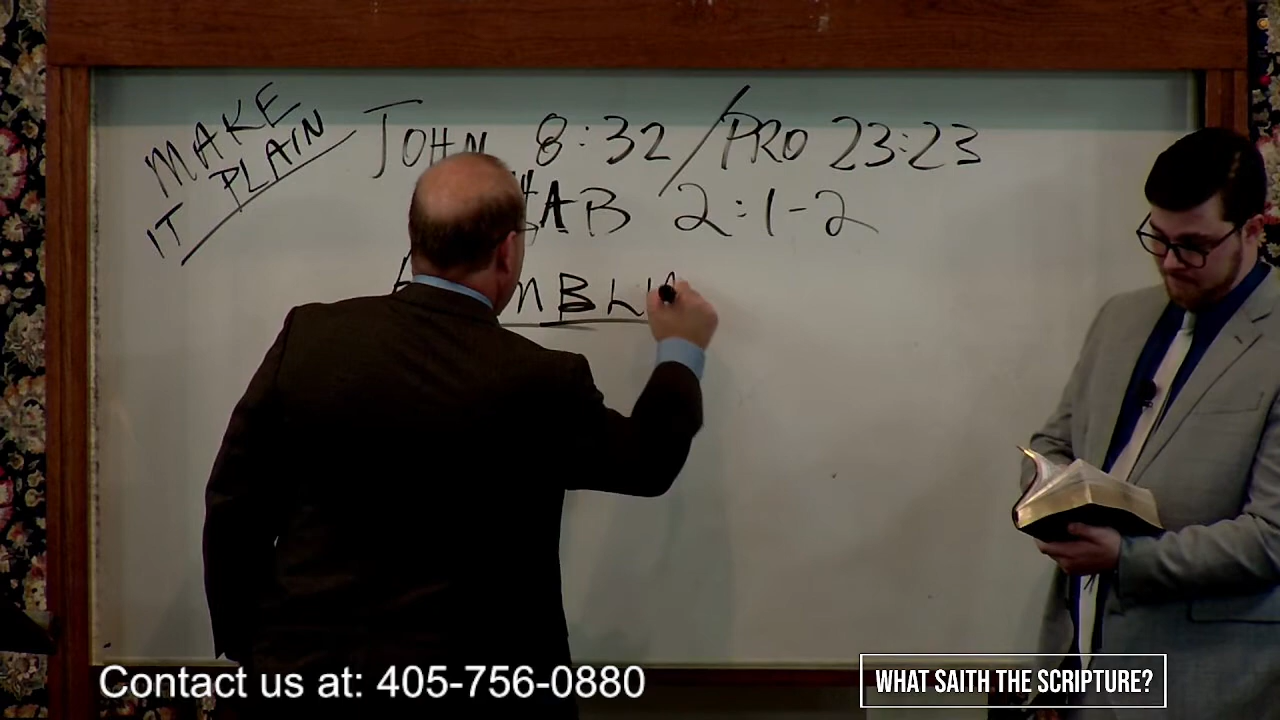 MAKE
IT PLAIN
JOHN 8:32 / PRO 23:23
HAB 2:1-2
Contact us at: 405-756-0880
WHAT SAITH THE SCRIPTURE?